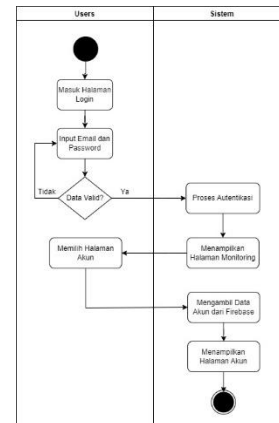 Users
Sistem
Masuk Halaman
Login
Input Email dan
Password
Tidak
Data Valid?
Ya
Proses Autentikasi
Menampilkan
Halaman Monitoring
Memilih Halaman
Akun
Mengambil Data
Akun dari Firebase
Menampilkan
Halaman Akun